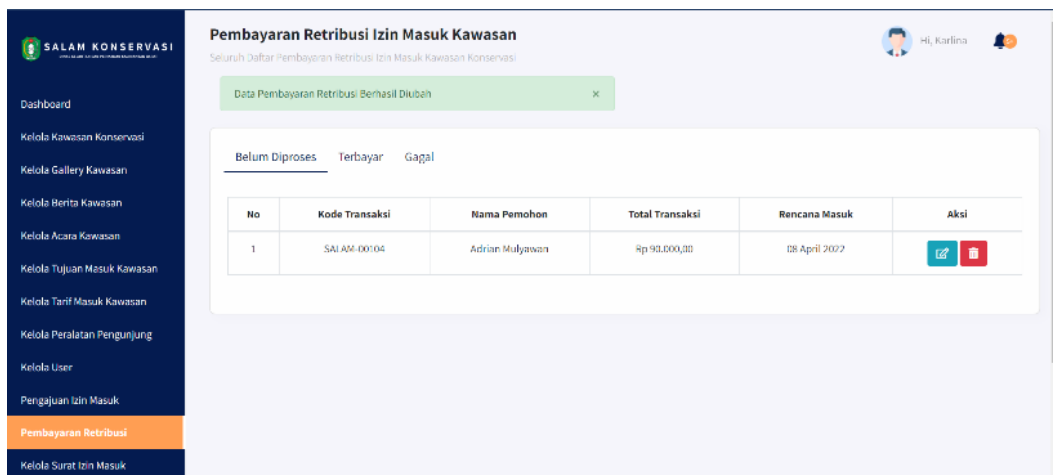 SALAM KONSERVASI
Dashboard
Kelola Kawasan Konservasi
Kelola Gallery Kawasan
Kelola Berita Kawasan
Kelola Acara Kawasan
Kelola Tujuan Masuk Kawasan
Kelola Tarif Masuk Kawasan
Kelola Peralatan Pengunjung
Kelola User
Pengajuan Izin Masuk
Pembayaran Retribusi
Kelola Surat Izin Masuk
Pembayaran Retribusi Izin Masuk Kawasan
Seluruh Daftar Pembayaran Retribusi Izin Masuk Kawasan Konservasi
Hi, Karlina
Data Pembayaran Retribusi Berhasil Diubah ×
Belum Diproses Terbayar Gagal
No Kode Transaksi Nama Pemohon Total Transaksi Rencana Masuk Aksi
1 SALAM-00104 Adrian Mulyawan Rp 90.000,00 08 April 2022